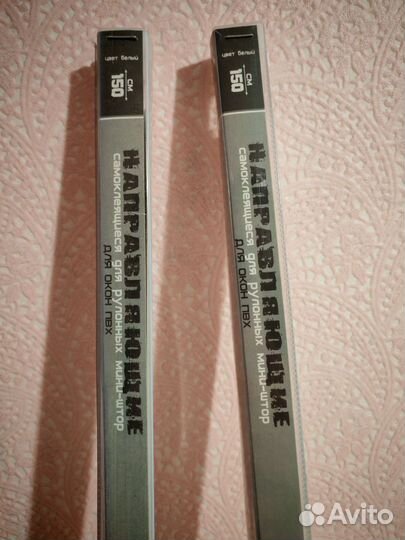 цвет белый
150
см
НАПРАВЛЯЮЩИЕ
самоклеящиеся для рулонных мини-штор
для окон пвх
цвет белый
150
см
НАПРАВЛЯЮЩИЕ
самоклеящиеся для рулонных мини-штор
для окон пвх
Avito